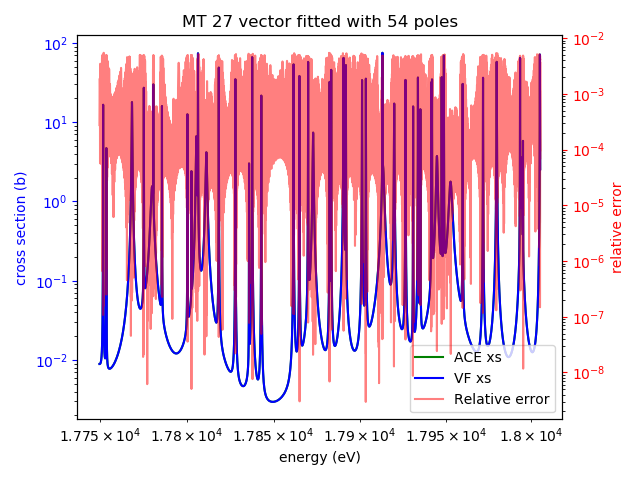 MT 27 vector fitted with 54 poles
cross section (b)
10²
10¹
10⁰
10⁻¹
10⁻²
10⁻²
10⁻³
10⁻⁴
10⁻⁵
10⁻⁶
10⁻⁷
10⁻⁸
relative error
ACE xs
VF xs
Relative error
1.775 × 10⁴ 1.78 × 10⁴ 1.785 × 10⁴ 1.79 × 10⁴ 1.795 × 10⁴ 1.8 × 10⁴
energy (eV)